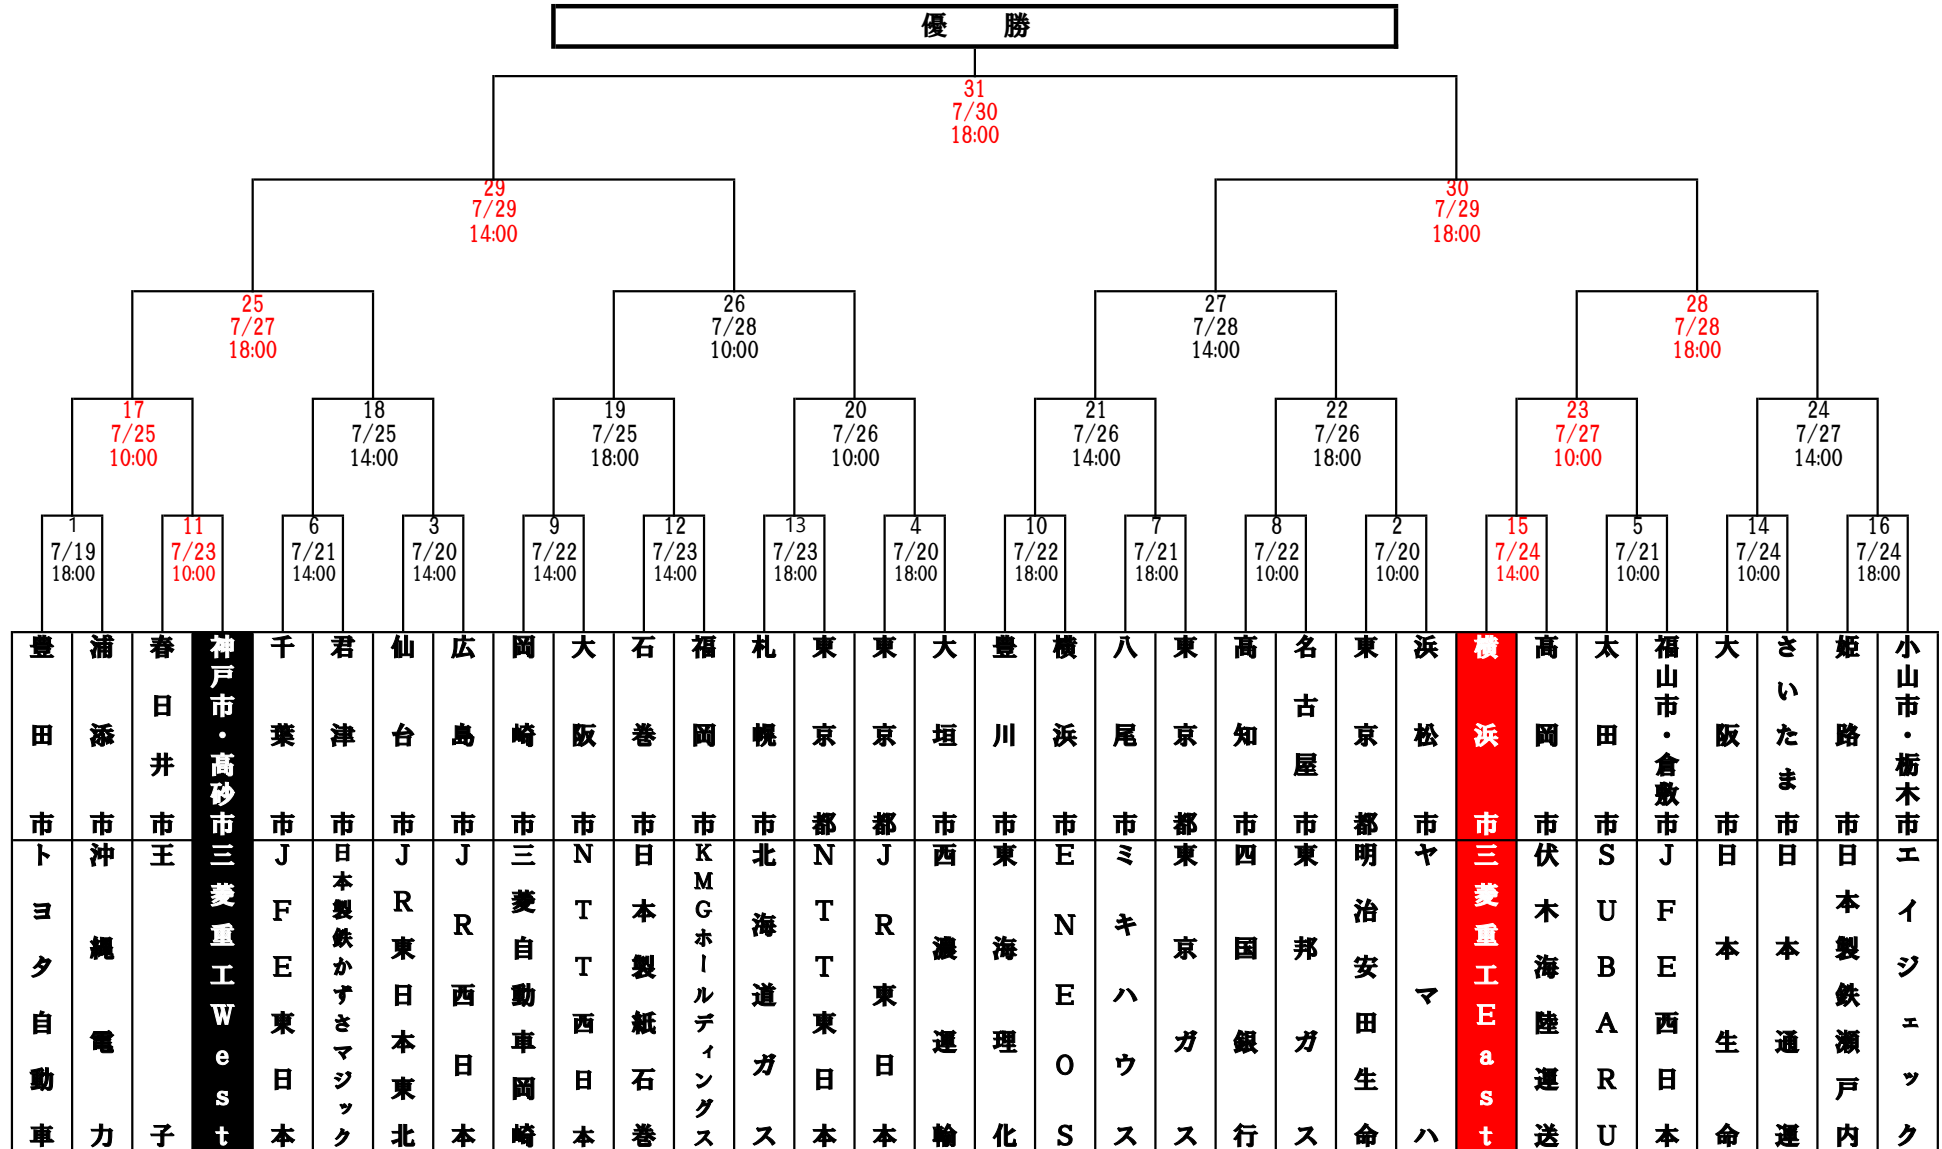 優 勝
31
7/30
18:00
29
7/29
14:00
30
7/29
18:00
25
7/27
18:00
26
7/28
10:00
27
7/28
14:00
28
7/28
18:00
17
7/25
10:00
18
7/25
14:00
19
7/25
18:00
20
7/26
10:00
21
7/26
14:00
22
7/26
18:00
23
7/27
10:00
24
7/27
14:00
1
7/19
18:00
11
7/23
10:00
6
7/21
14:00
3
7/20
14:00
9
7/22
14:00
12
7/23
14:00
13
7/23
18:00
4
7/20
18:00
10
7/22
18:00
7
7/21
18:00
8
7/22
10:00
2
7/20
10:00
15
7/24
14:00
5
7/21
10:00
14
7/24
10:00
16
7/24
18:00
豊田市
トヨタ自動車
浦添市
沖縄電力
春日井市
王子
神戸市・高砂市
三菱重工West
千葉市
JFE東日本
君津市
日本製鉄かずさマジック
仙台市
JR東日本東北
広島市
JR西日本
岡崎市
三菱自動車岡崎
大阪市
NTT西日本
石巻市
日本製紙石巻
福岡市
KMGホールディングス
札幌市
北海道ガス
東京都
NTT東日本
東京都
JR東日本
大垣市
西濃運輸
豊川市
東海理化
横浜市
ENEOS
八尾市
ミキハウス
東京都
東京ガス
高知市
四国銀行
名古屋市
東邦ガス
東京都
明治安田生命
浜松市
ヤマハ
横浜市
三菱重工East
高岡市
伏木海陸運送
太田市
SUBARU
福山市・倉敷市
JFE西日本
大阪市
日本生命
さいたま市
日本通運
姫路市
日本製鉄瀬戸内
小山市・栃木市
エイジェック